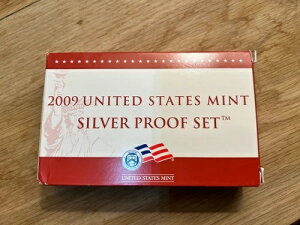 2009 UNITED STATES MINT
SILVER PROOF SET™
UNITED STATES MINT